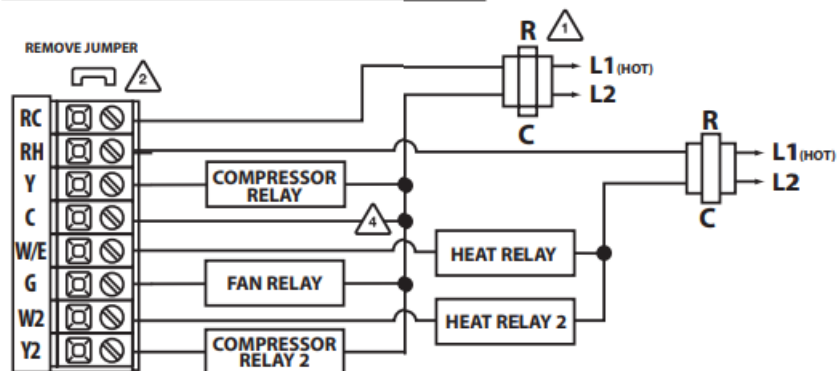 REMOVE JUMPER
2
R
1
L1 (HOT)
L2
C
R
L1 (HOT)
L2
C
RC
RH
Y
COMPRESSOR
RELAY
C
4
W/E
HEAT RELAY
G
FAN RELAY
W2
HEAT RELAY 2
Y2
COMPRESSOR
RELAY 2